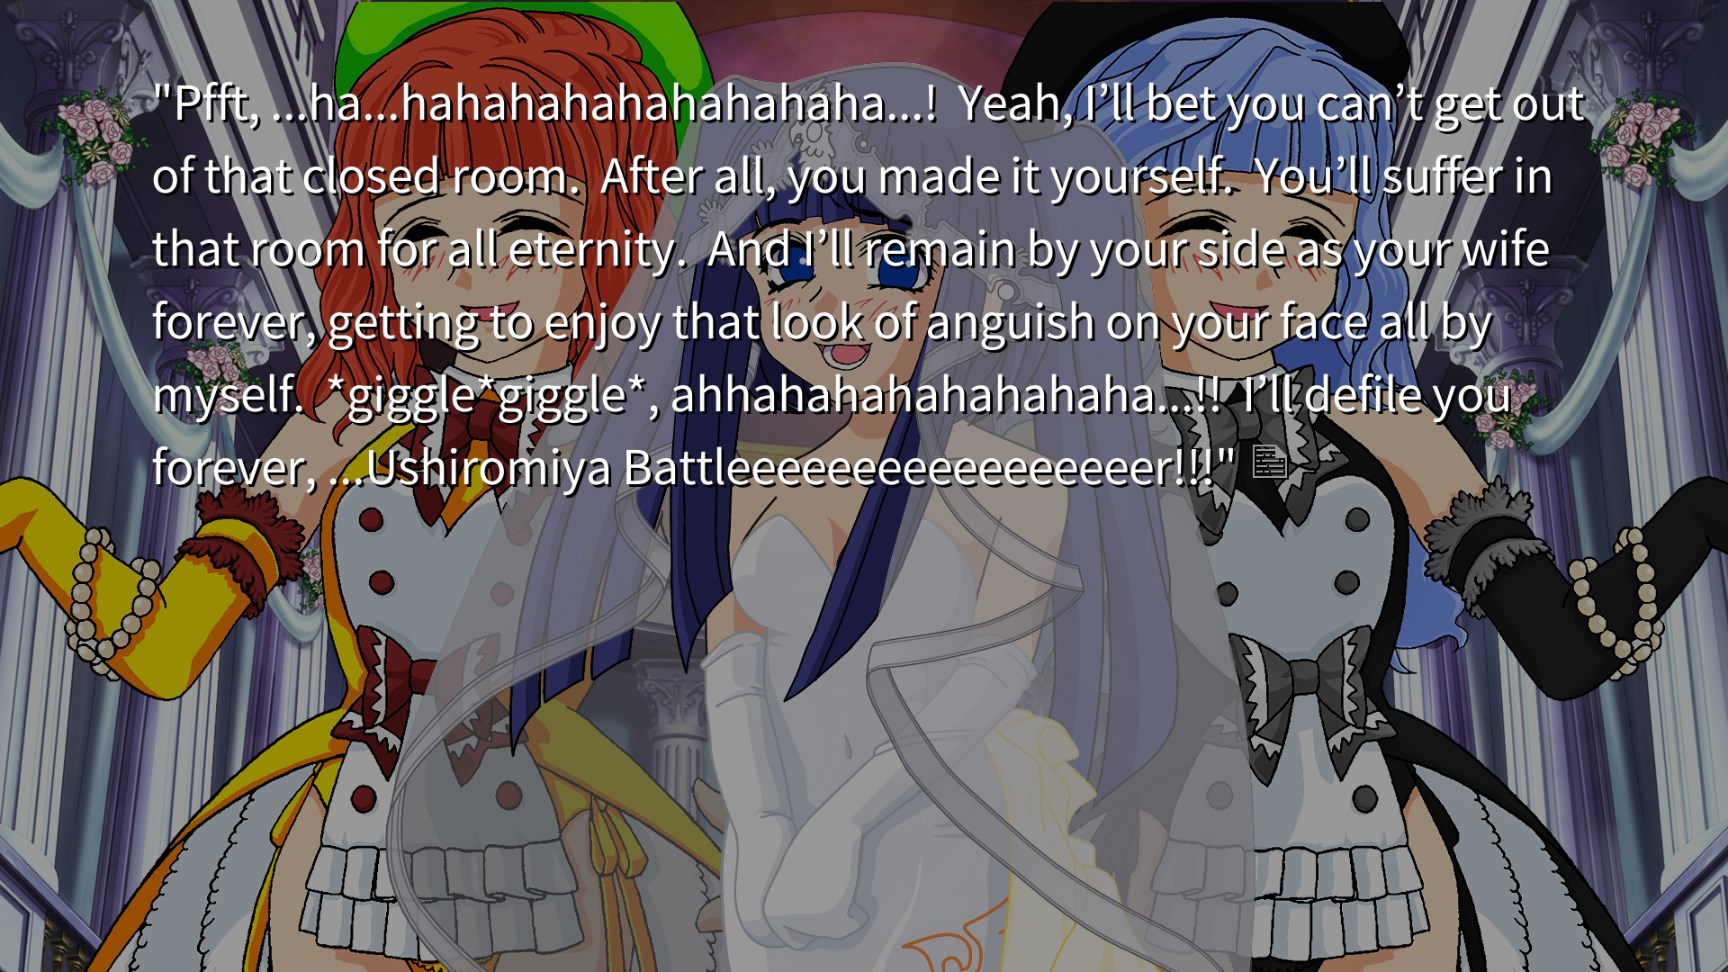 "Pfft, ...ha...hahahahahahahahaha...!  Yeah, I’ll bet you can’t get out
of that closed room.  After all, you made it yourself.  You’ll suffer in
that room for all eternity.  And I’ll remain by your side as your wife
forever, getting to enjoy that look of anguish on your face all by
myself.  *giggle*giggle*, ahhahahahahahahaha...!!  I’ll defile you
forever, ...Ushiromiya Battleeeeeeeeeeeeeeeeeer!!!"